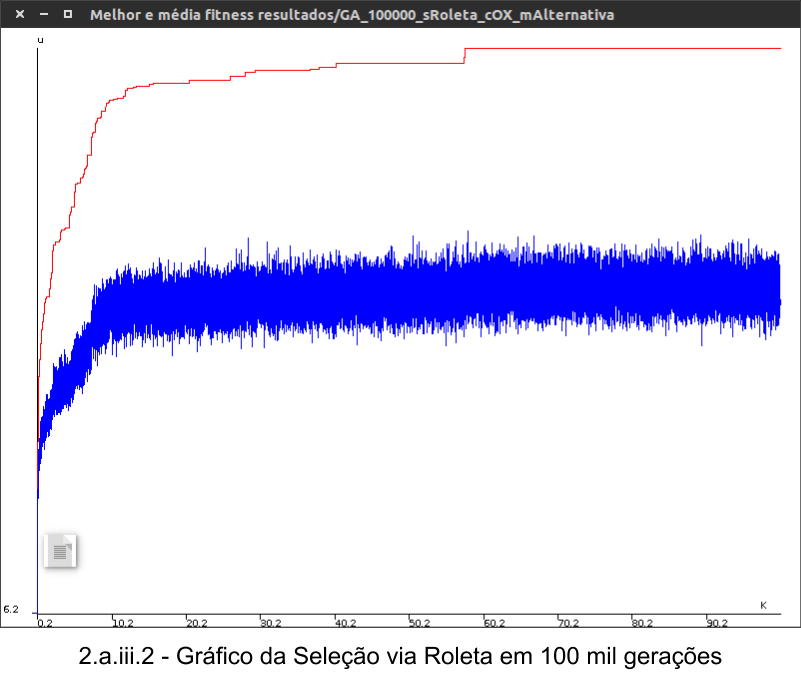 Melhor e média fitness resultados/GA_100000_sRoleta_cOX_mAlternativa
u
6.2
K
0.2 10.2 20.2 30.2 40.2 50.2 60.2 70.2 80.2 90.2
2.a.iii.2 - Gráfico da Seleção via Roleta em 100 mil gerações